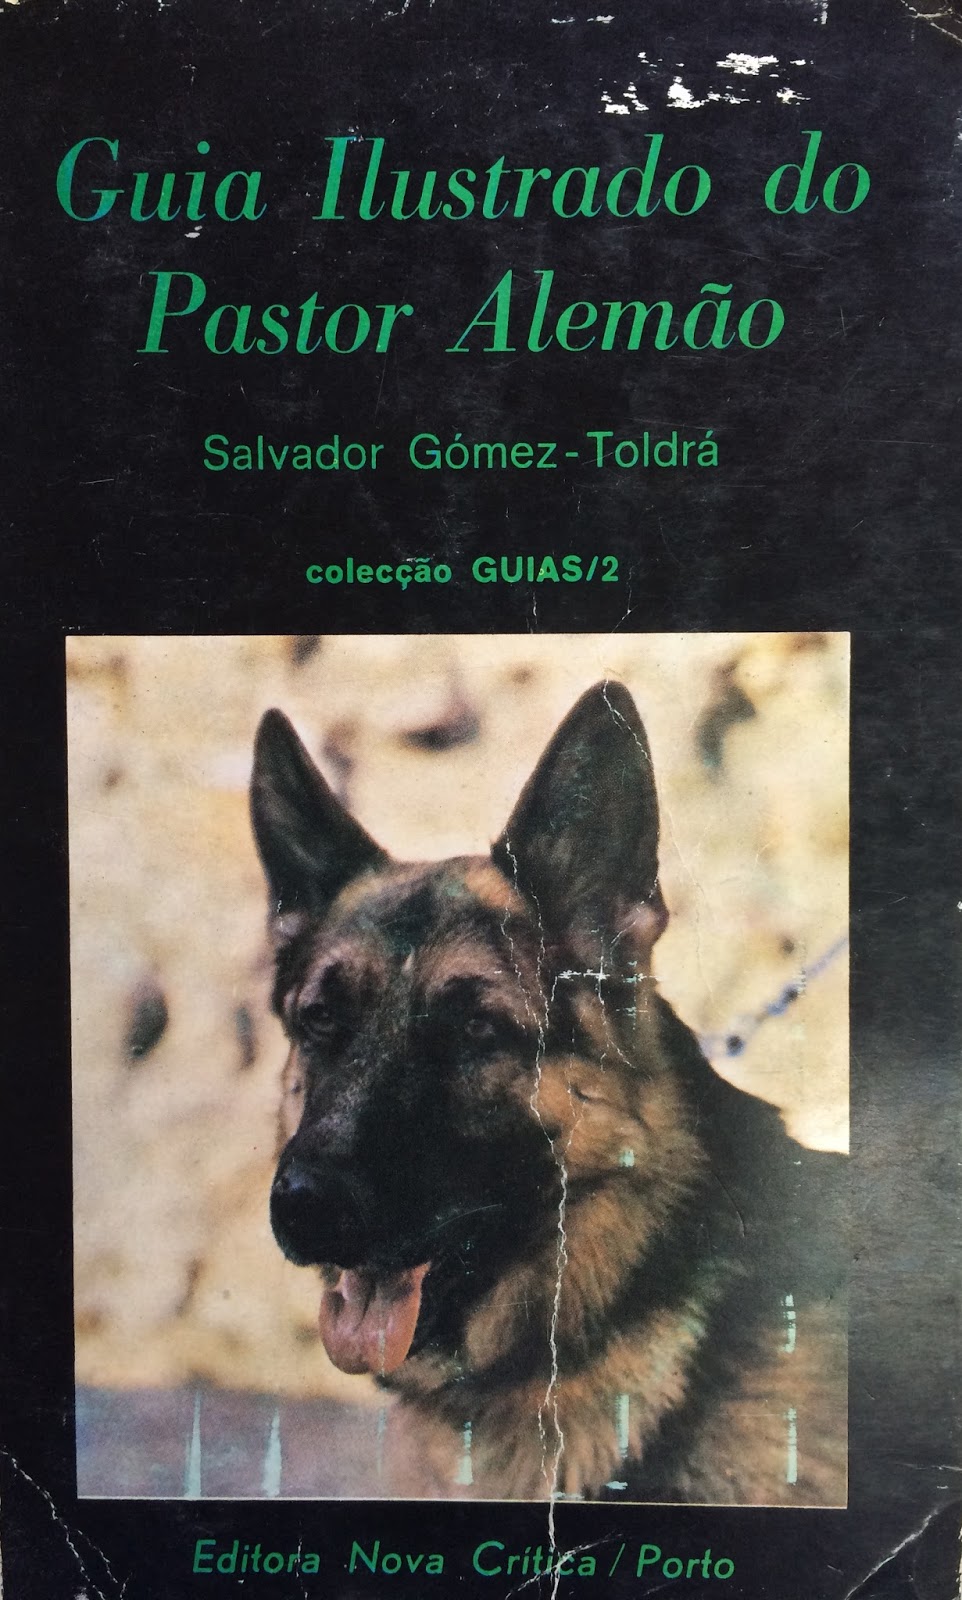 Guia Ilustrado do
Pastor Alemão
Salvador Gómez-Toldrá
colecção GUIAS/2
Editora Nova Crítica / Porto